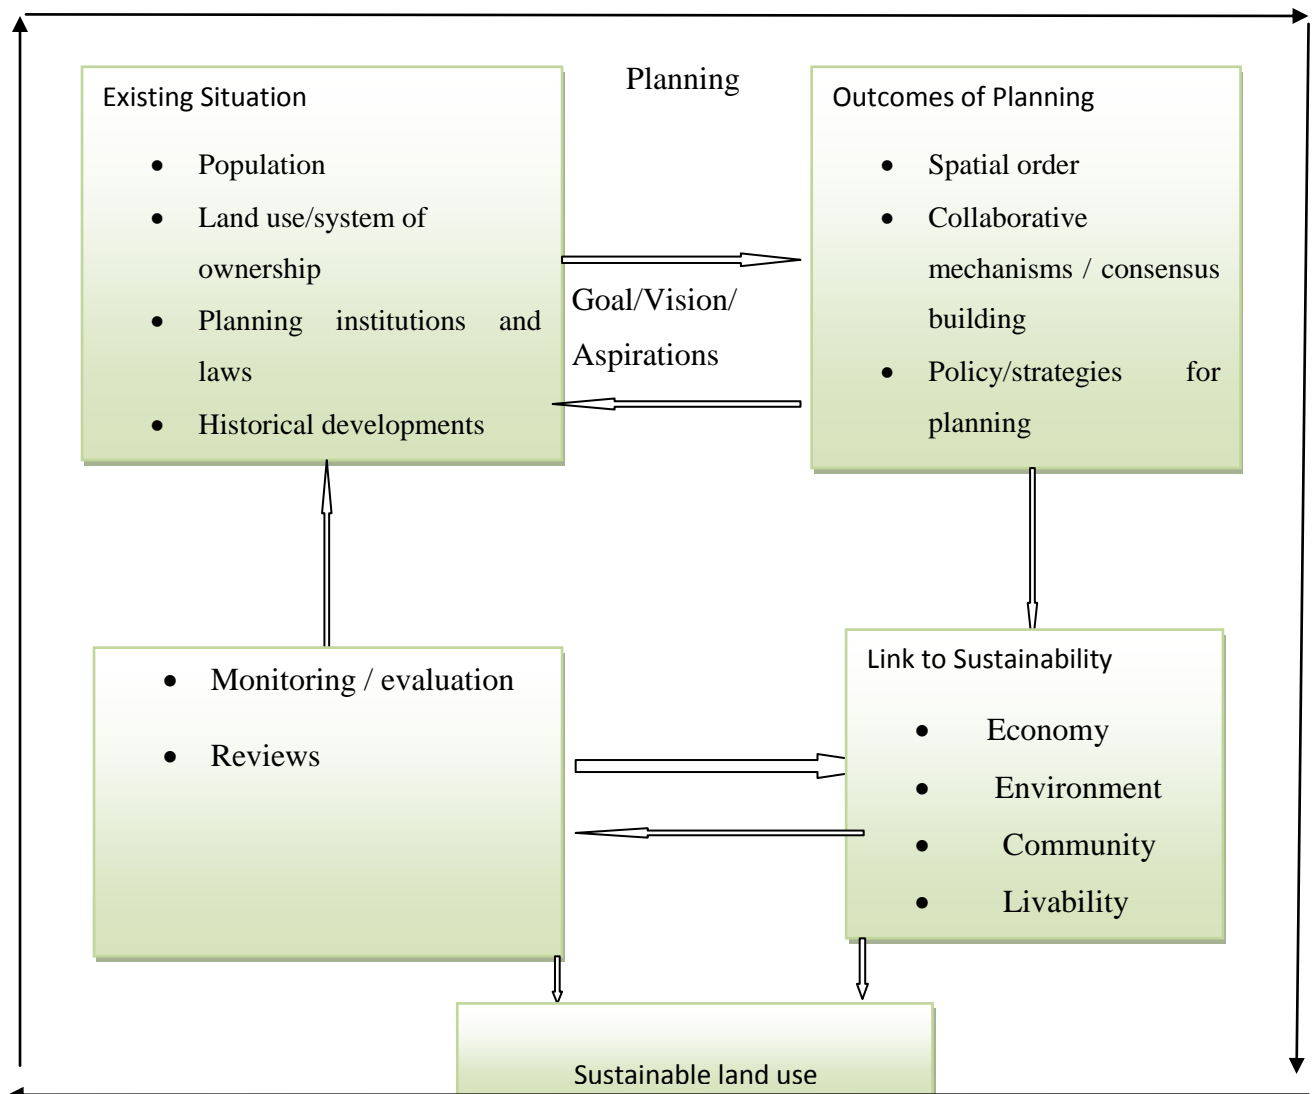 Planning
Existing Situation
• Population
• Land use/system of
ownership
• Planning institutions and
laws
• Historical developments
Goal/Vision/
Aspirations
Outcomes of Planning
• Spatial order
• Collaborative
mechanisms / consensus
building
• Policy/strategies for
planning
• Monitoring / evaluation
• Reviews
Link to Sustainability
• Economy
• Environment
• Community
• Livability
Sustainable land use